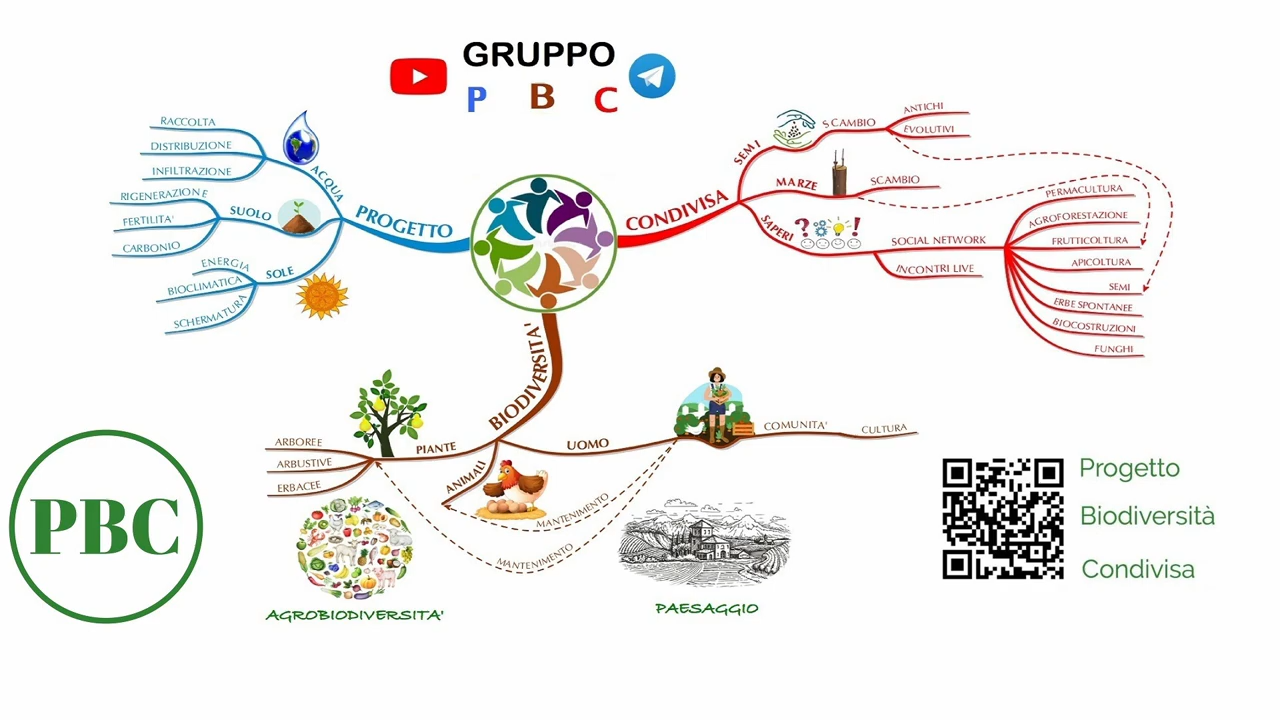 GRUPPO
P B C
RACCOLTA
DISTRIBUZIONE
INFILTRAZIONE
ACQUA
RIGENERAZIONE
FERTILITA'
CARBONIO
SUOLO
ENERGIA
BIOCLIMATICA
SCHERMATURA
SOLE
PROGETTO
CONDIVISA
SEMI
SCAMBIO
ANTICHI
EVOLUTIVI
MARZE
SCAMBIO
SAPERI
SOCIAL NETWORK
INCONTRI LIVE
PERMACULTURA
AGROFORESTAZIONE
FRUTTICOLTURA
APICOLTURA
SEMI
ERBE SPONTANEE
BIOCOSTRUZIONI
FUNGHI
BIODIVERSITA'
PIANTE
ARBOREE
ARBUSTIVE
ERBACEE
ANIMALI
UOMO
COMUNITA'
CULTURA
MANTENIMENTO
MANTENIMENTO
AGROBIODIVERSITA'
PAESAGGIO
PBC
Progetto
Biodiversità
Condivisa